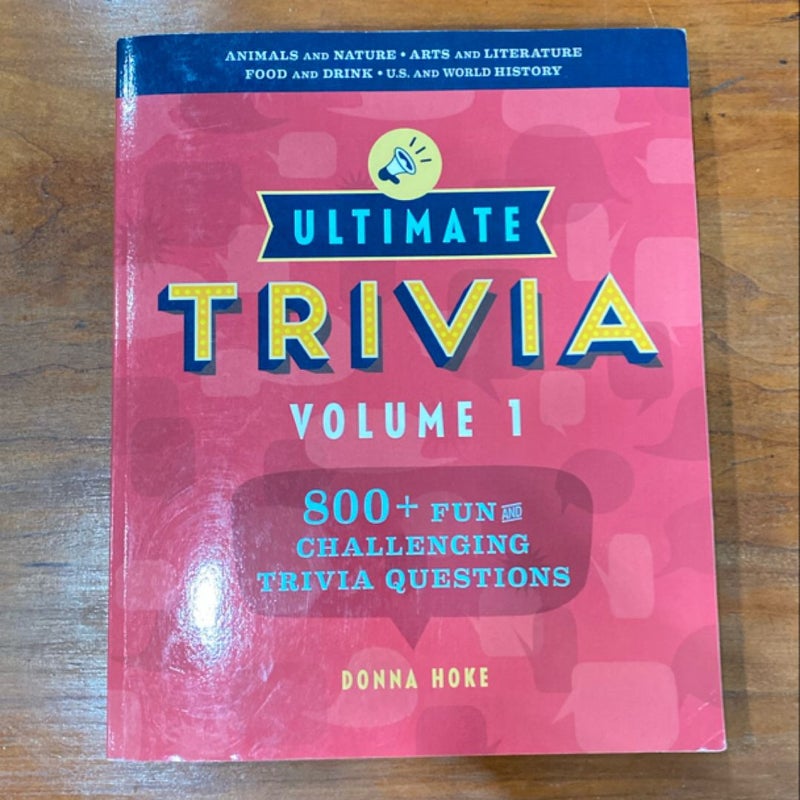 ANIMALS AND NATURE • ARTS AND LITERATURE
FOOD AND DRINK • U.S. AND WORLD HISTORY
ULTIMATE
TRIVIA
VOLUME 1
800+ FUN AND
CHALLENGING
TRIVIA QUESTIONS
DONNA HOKE